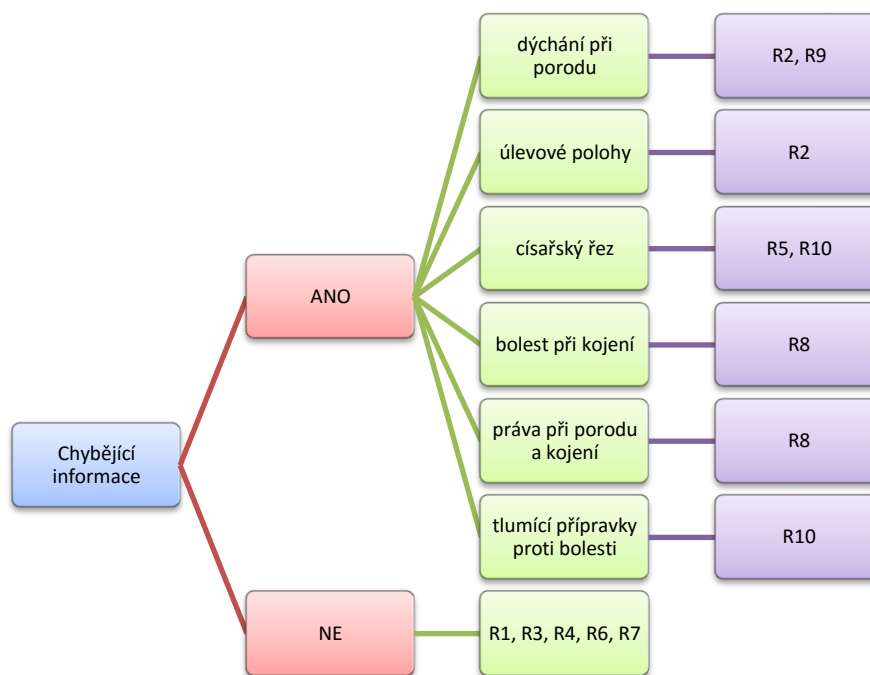 Chybějící
informace
ANO
dýchání při
porodu
R2, R9
úlevové polohy
R2
císařský řez
R5, R10
bolest při kojení
R8
práva při porodu
a kojení
R8
tlumící přípravky
proti bolesti
R10
NE
R1, R3, R4, R6, R7